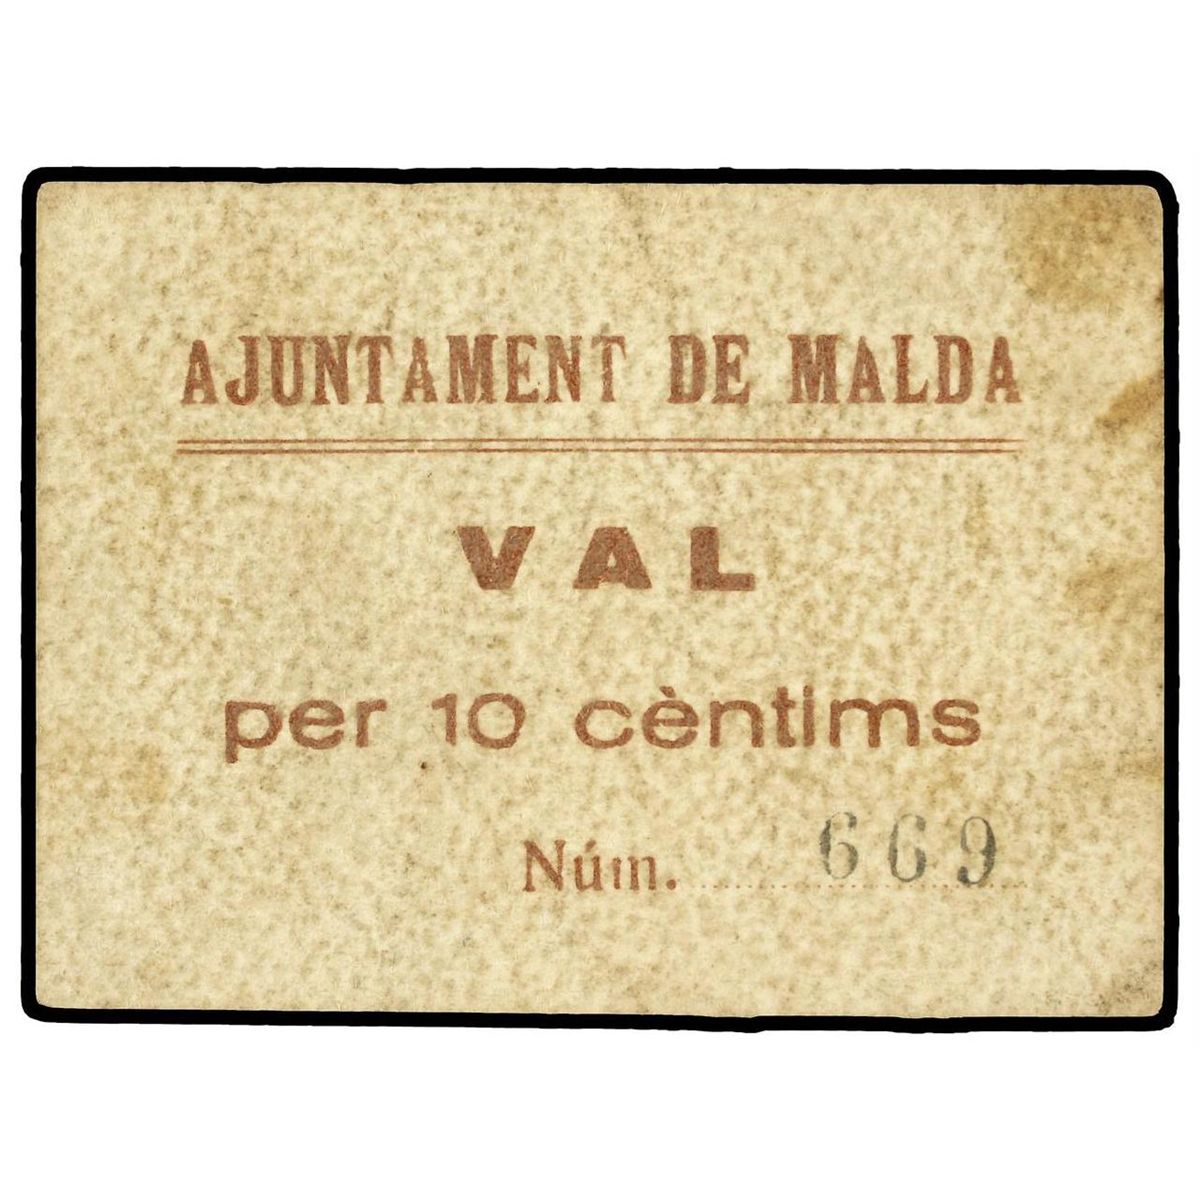 AJUNTAMENT DE MALDA
VAL
per 10 cèntims
Núm. 669